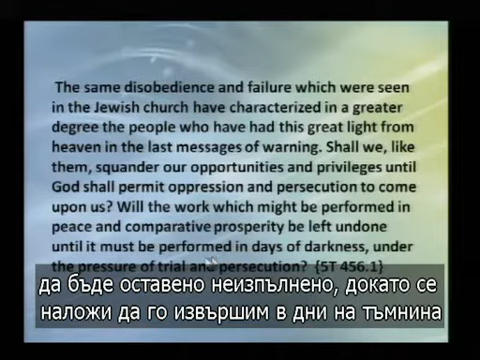 The same disobedience and failure which were seen
in the Jewish church have characterized in a greater
degree the people who have had this great light from
heaven in the last messages of warning. Shall we, like
them, squander our opportunities and privileges until
God shall permit oppression and persecution to come
upon us? Will the work which might be performed in
peace and comparative prosperity be left undone
until it must be performed in days of darkness, under
the pressure of trial and persecution? {5T 456.1}
да бъде оставено неизпълнено, докато се
наложи да го извършим в дни на тъмнина